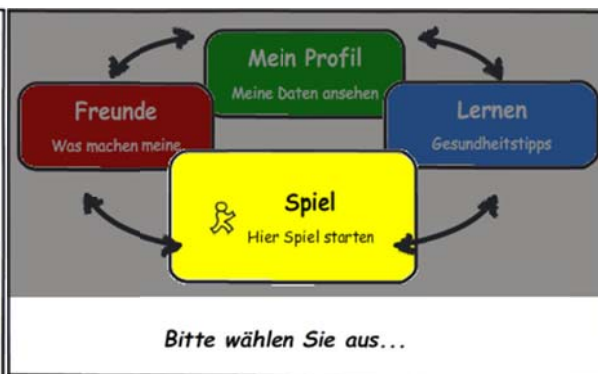 Mein Profil
Meine Daten ansehen
Freunde
Was machen meine
Lernen
Gesundheitstipps
Spiel
Hier Spiel starten
Bitte wählen Sie aus...